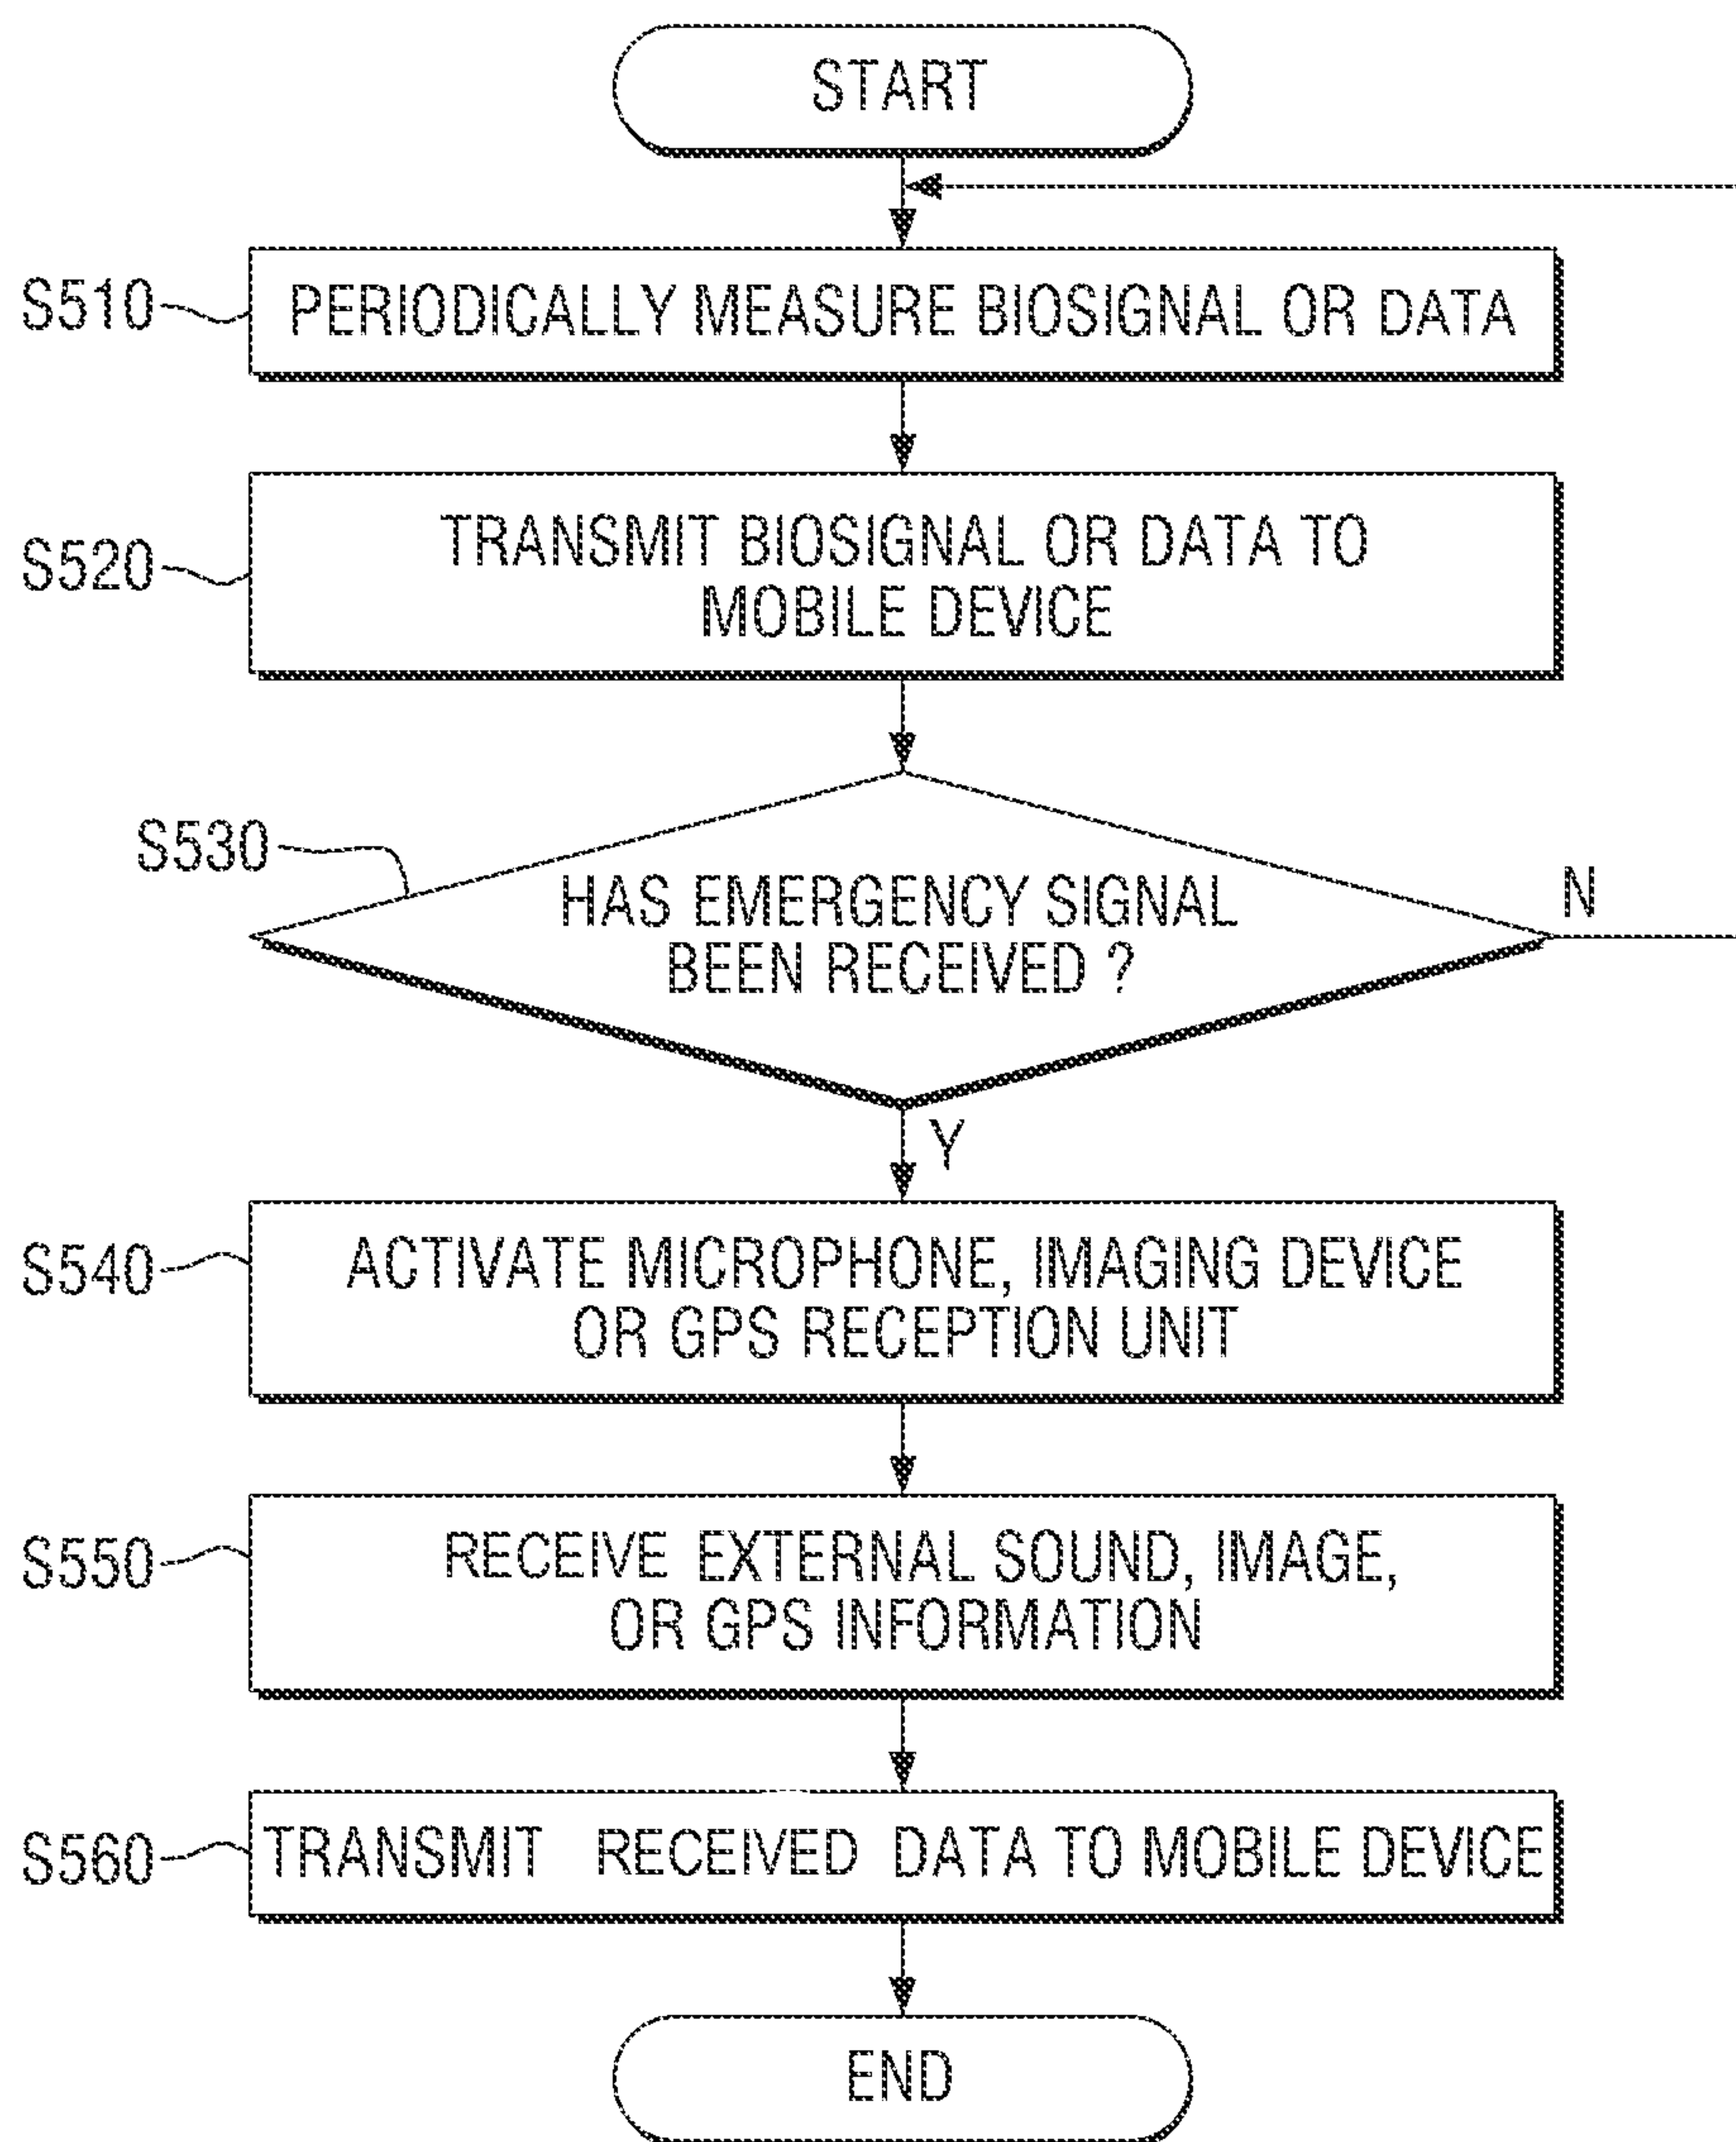 START
S510
PERIODICALLY MEASURE BIOSIGNAL OR DATA
S520
TRANSMIT BIOSIGNAL OR DATA TO
MOBILE DEVICE
S530
HAS EMERGENCY SIGNAL
BEEN RECEIVED ?
N
Y
S540
ACTIVATE MICROPHONE, IMAGING DEVICE
OR GPS RECEPTION UNIT
S550
RECEIVE EXTERNAL SOUND, IMAGE,
OR GPS INFORMATION
S560
TRANSMIT RECEIVED DATA TO MOBILE DEVICE
END